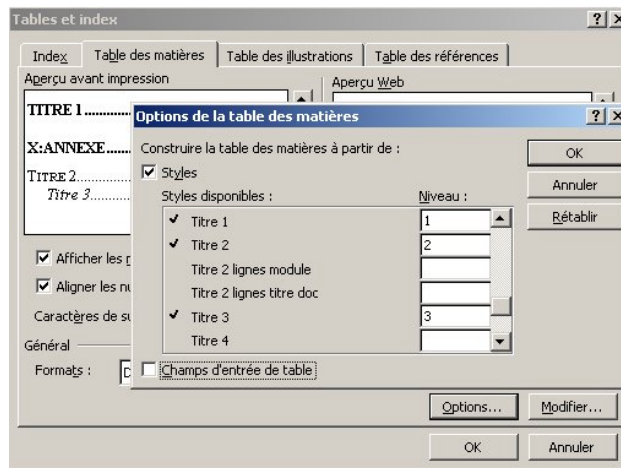 Tables et index
Index Table des matières Table des illustrations Table des références
Aperçu avant impression Aperçu Web
TITRE 1
X:ANNEXE
TITRE 2
Titre 3
Options de la table des matières
Construire la table des matières à partir de :
Styles
Styles disponibles : Niveau :
Titre 1 1
Titre 2 2
Titre 2 lignes module
Titre 2 lignes titre doc
Titre 3 3
Titre 4
Champs d'entrée de table
OK
Annuler
Rétablir
Afficher les
Aligner les
Caractères de
Général
Formats :
Options... Modifier...
OK Annuler